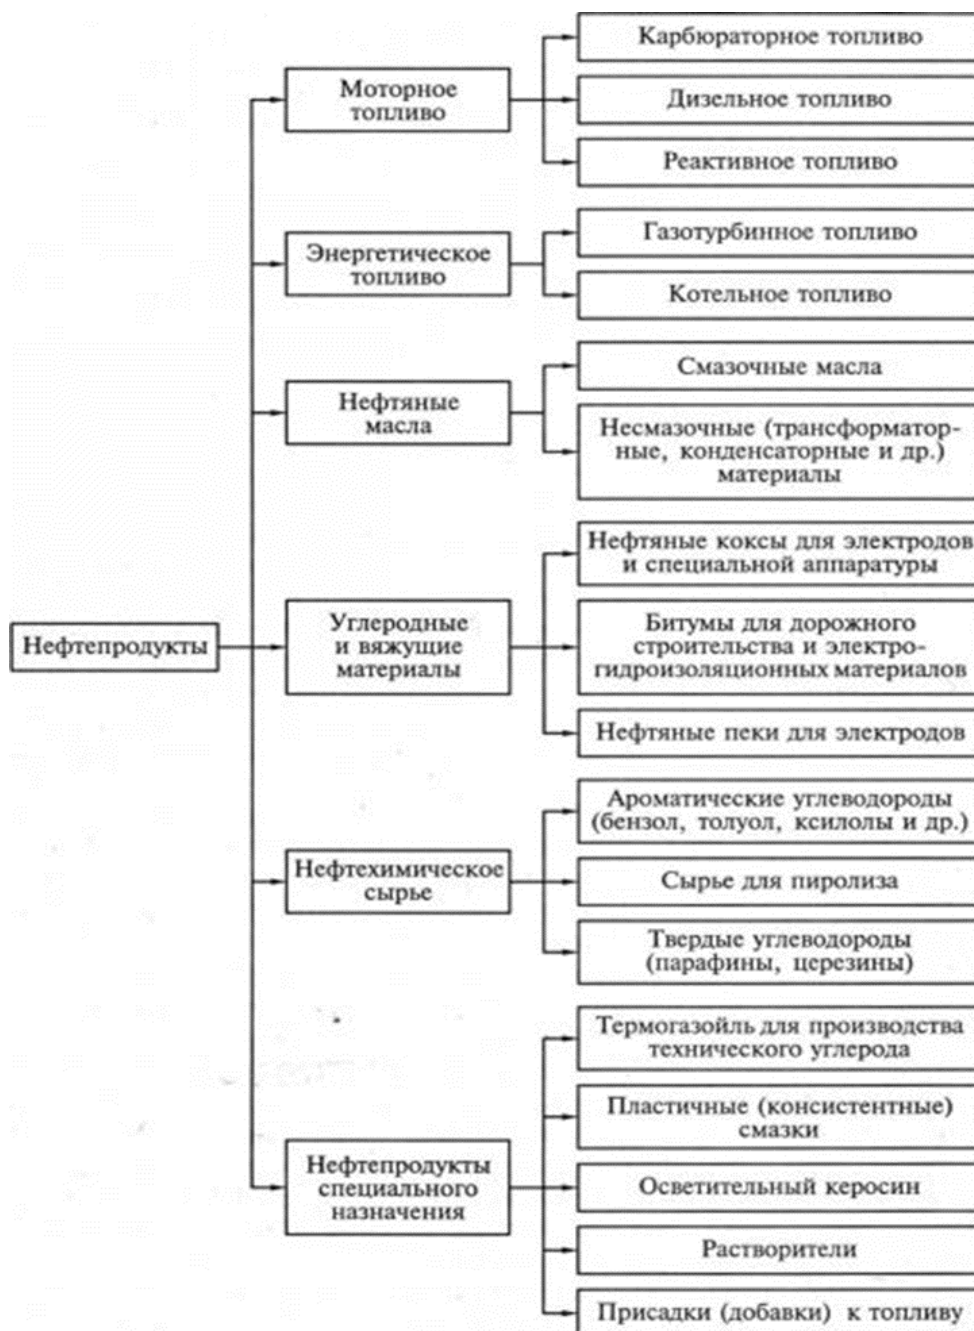 Нефтепродукты
Моторное
топливо
Карбюраторное топливо
Дизельное топливо
Реактивное топливо
Энергетическое
топливо
Газотурбинное топливо
Котельное топливо
Нефтяные
масла
Смазочные масла
Несмазочные (трансформатор-
ные, конденсаторные и др.)
материалы
Углеродные
и вяжущие
материалы
Нефтяные коксы для электродов
и специальной аппаратуры
Битумы для дорожного
строительства и электро-
гидроизоляционных материалов
Нефтяные пеки для электродов
Нефтехимическое
сырье
Ароматические углеводороды
(бензол, толуол, ксилолы и др.)
Сырье для пиролиза
Твердые углеводороды
(парафины, церезины)
Нефтепродукты
специального
назначения
Термогазойль для производства
технического углерода
Пластичные (консистентные)
смазки
Осветительный керосин
Растворители
Присадки (добавки) к топливу